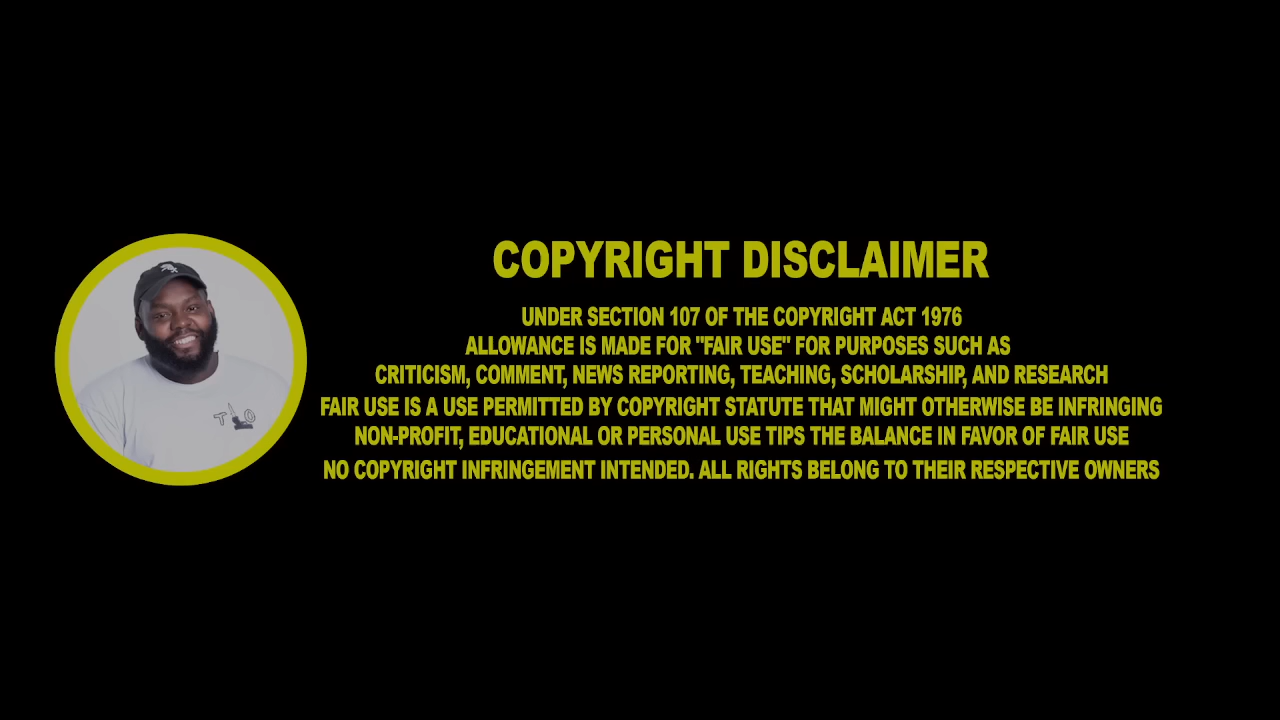 COPYRIGHT DISCLAIMER
UNDER SECTION 107 OF THE COPYRIGHT ACT 1976
ALLOWANCE IS MADE FOR "FAIR USE" FOR PURPOSES SUCH AS
CRITICISM, COMMENT, NEWS REPORTING, TEACHING, SCHOLARSHIP, AND RESEARCH
FAIR USE IS A USE PERMITTED BY COPYRIGHT STATUTE THAT MIGHT OTHERWISE BE INFRINGING
NON-PROFIT, EDUCATIONAL OR PERSONAL USE TIPS THE BALANCE IN FAVOR OF FAIR USE
NO COPYRIGHT INFRINGEMENT INTENDED. ALL RIGHTS BELONG TO THEIR RESPECTIVE OWNERS